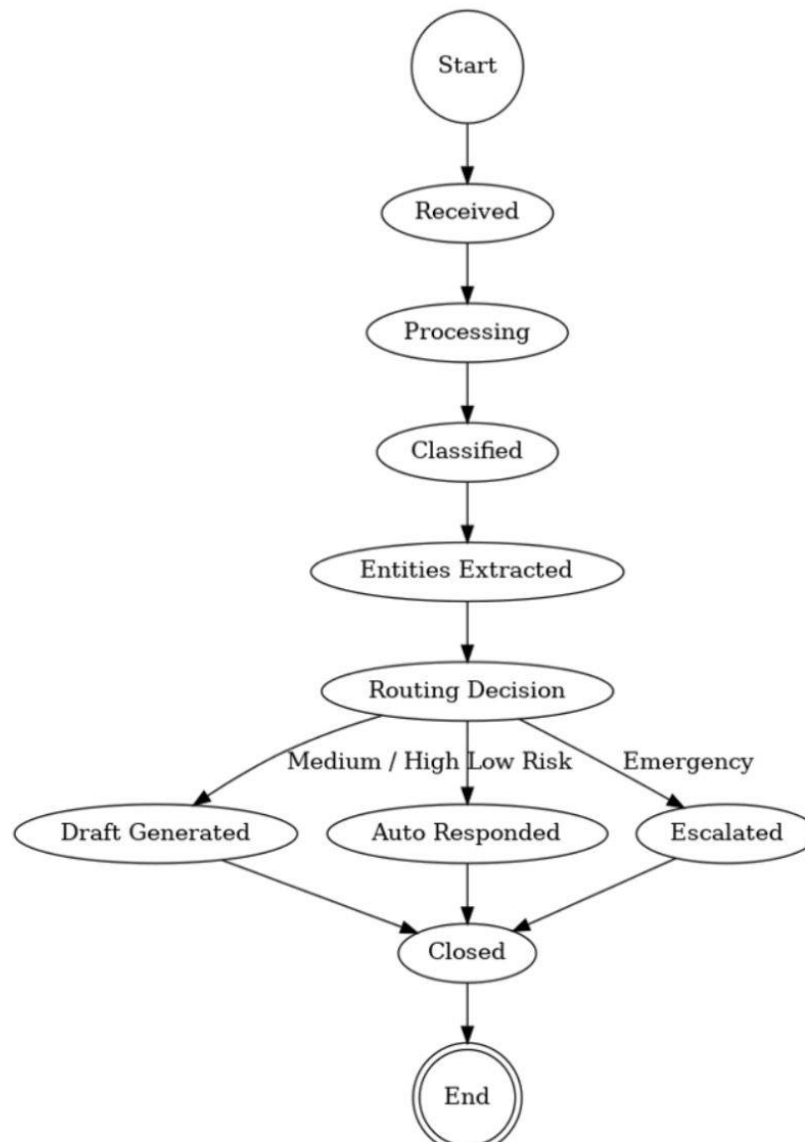 Start
Received
Processing
Classified
Entities Extracted
Routing Decision
Medium / High
Low Risk
Emergency
Draft Generated
Auto Responded
Escalated
Closed
End